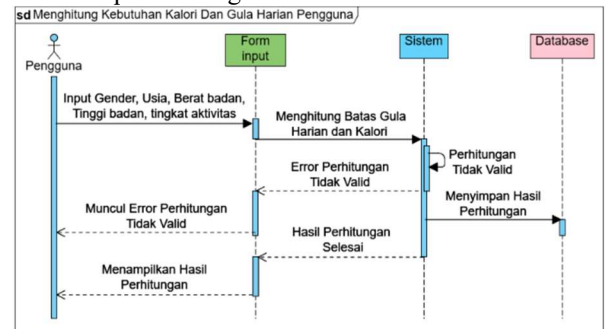 sd Menghitung Kebutuhan Kalori Dan Gula Harian Pengguna
Pengguna
Form
input
Sistem
Database
Input Gender, Usia, Berat badan,
Tinggi badan, tingkat aktivitas
Menghitung Batas Gula
Harian dan Kalori
Perhitungan
Tidak Valid
Error Perhitungan
Tidak Valid
Menyimpan Hasil
Perhitungan
Muncul Error Perhitungan
Tidak Valid
Hasil Perhitungan
Selesai
Menampilkan Hasil
Perhitungan